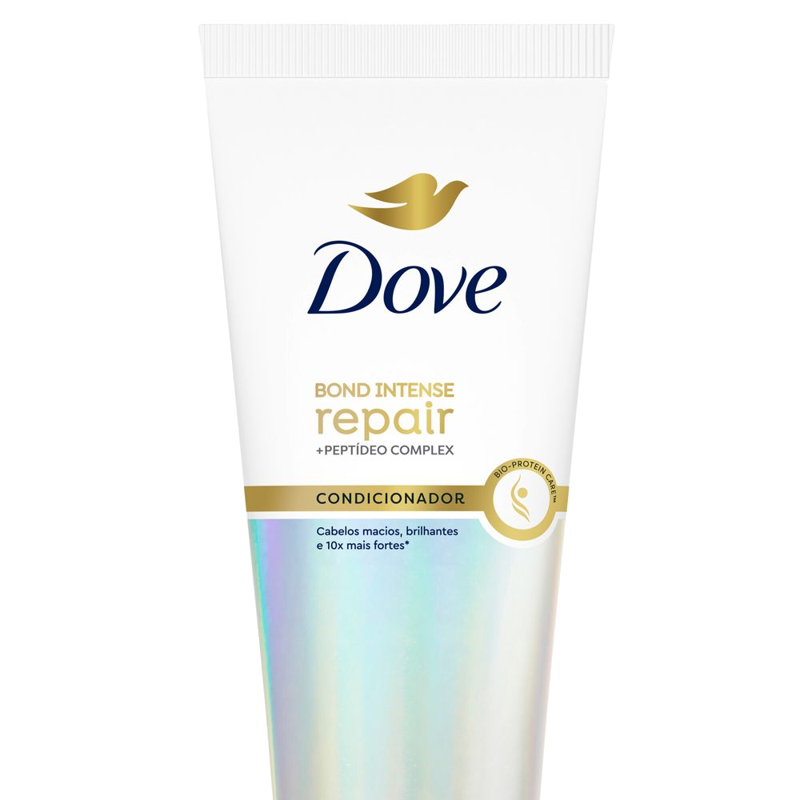 Dove
BOND INTENSE
repair
+PEPTÍDEO COMPLEX
BIO-PROTEIN CARE™
CONDICIONADOR
Cabelos macios, brilhantes
e 10x mais fortes*